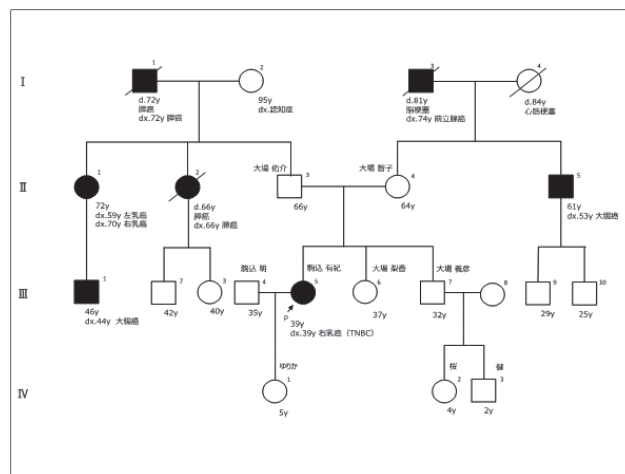 I
1
2
3
4
d.72y
膵癌
dx.72y 膵癌
95y
dx.認知症
d.81y
脳梗塞
dx.74y 前立腺癌
d.84y
心筋梗塞
II
1
2
大場 佑介
3
大場 智子
4
5
72y
dx.59y 左乳癌
dx.70y 右乳癌
d.66y
膵癌
dx.66y 膵癌
66y
64y
61y
dx.53y 大腸癌
III
1
2
3
駒込 明
4
駒込 有紀
5
大場 梨香
6
大場 義彦
7
8
9
10
46y
dx.44y 大腸癌
42y
40y
35y
P
39y
dx.39y 右乳癌（TNBC）
37y
32y
29y
25y
IV
ゆりか
1
桜
2
健
3
5y
4y
2y